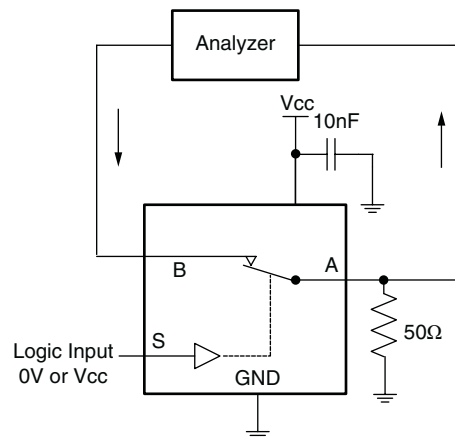 Analyzer
Vcc
10nF
B
A
S
50Ω
Logic Input
0V or Vcc
GND